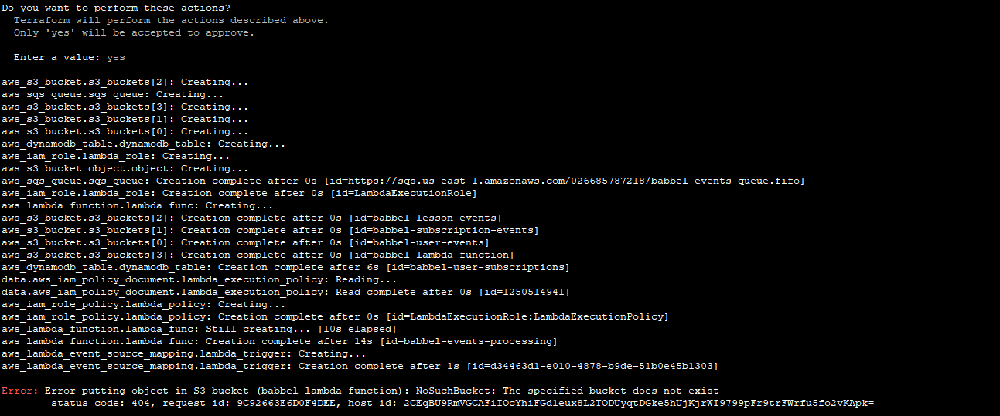 Do you want to perform these actions?
Terraform will perform the actions described above.
Only 'yes' will be accepted to approve.
Enter a value: yes
aws_s3_bucket.s3_buckets[2]: Creating...
aws_sqs_queue.sqs_queue: Creating...
aws_s3_bucket.s3_buckets[3]: Creating...
aws_s3_bucket.s3_buckets[1]: Creating...
aws_s3_bucket.s3_buckets[0]: Creating...
aws_dynamodb_table.dynamodb_table: Creating...
aws_iam_role.lambda_role: Creating...
aws_s3_bucket_object.object: Creating...
aws_sqs_queue.sqs_queue: Creation complete after 0s [id=https://sqs.us-east-1.amazonaws.com/026685787218/babbel-events-queue.fifo]
aws_iam_role.lambda_role: Creation complete after 0s [id=LambdaExecutionRole]
aws_lambda_function.lambda_func: Creating...
aws_s3_bucket.s3_buckets[2]: Creation complete after 0s [id=babbel-lesson-events]
aws_s3_bucket.s3_buckets[1]: Creation complete after 0s [id=babbel-subscription-events]
aws_s3_bucket.s3_buckets[0]: Creation complete after 0s [id=babbel-user-events]
aws_s3_bucket.s3_buckets[3]: Creation complete after 0s [id=babbel-lambda-function]
aws_dynamodb_table.dynamodb_table: Creation complete after 6s [id=babbel-user-subscriptions]
data.aws_iam_policy_document.lambda_execution_policy: Reading...
data.aws_iam_policy_document.lambda_execution_policy: Read complete after 0s [id=1250514941]
aws_iam_role_policy.lambda_policy: Creating...
aws_iam_role_policy.lambda_policy: Creation complete after 0s [id=LambdaExecutionRole:LambdaExecutionPolicy]
aws_lambda_function.lambda_func: Still creating... [10s elapsed]
aws_lambda_function.lambda_func: Creation complete after 14s [id=babbel-events-processing]
aws_lambda_event_source_mapping.lambda_trigger: Creating...
aws_lambda_event_source_mapping.lambda_trigger: Creation complete after 1s [id=d34463d1-e010-4878-b9de-51b0e45b1303]
Error: Error putting object in S3 bucket (babbel-lambda-function): NoSuchBucket: The specified bucket does not exist
status code: 404, request id: 9C92663E6D0F4DEE, host id: 2CEqBU9RmVGCAFiIOcYhiFGdleux8L2TODUyqtDGke5hUjKjrWI9799pFr9trFWrfu5fo2vKApk=